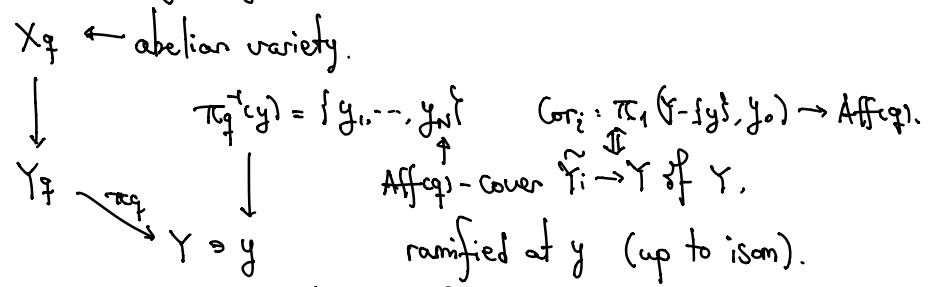 X_q ← abelian variety.
π_q^{-1}(y) = {y_1, ..., y_N} Cor_i : π_1(Y-{y}, y_0) → Aff(q).
Y_q Aff(q)-cover Ỹ_i → Y of Y,
π_q
Y ∋ y ramified at y (up to isom).